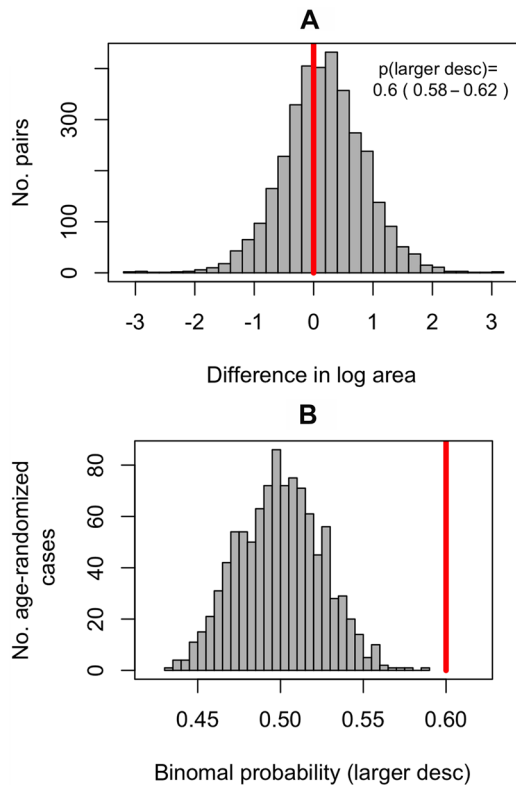 A
p(larger desc)=
0.6 ( 0.58 – 0.62 )
No. pairs
0
100
300
-3
-2
-1
0
1
2
3
Difference in log area
B
No. age-randomized
cases
0
20
40
60
80
0.45
0.50
0.55
0.60
Binomal probability (larger desc)